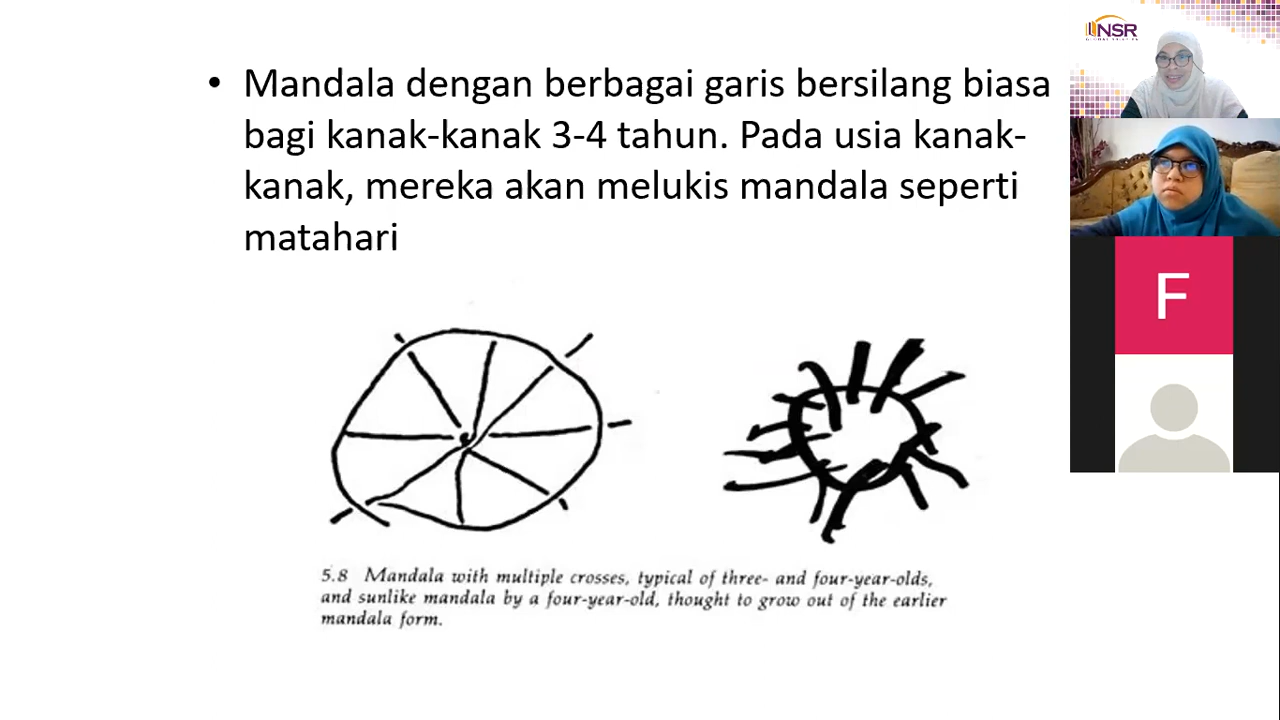 • Mandala dengan berbagai garis bersilang biasa
bagi kanak-kanak 3-4 tahun. Pada usia kanak-
kanak, mereka akan melukis mandala seperti
matahari
5.8 Mandala with multiple crosses, typical of three- and four-year-olds,
and sunlike mandala by a four-year-old, thought to grow out of the earlier
mandala form.
NSR
F